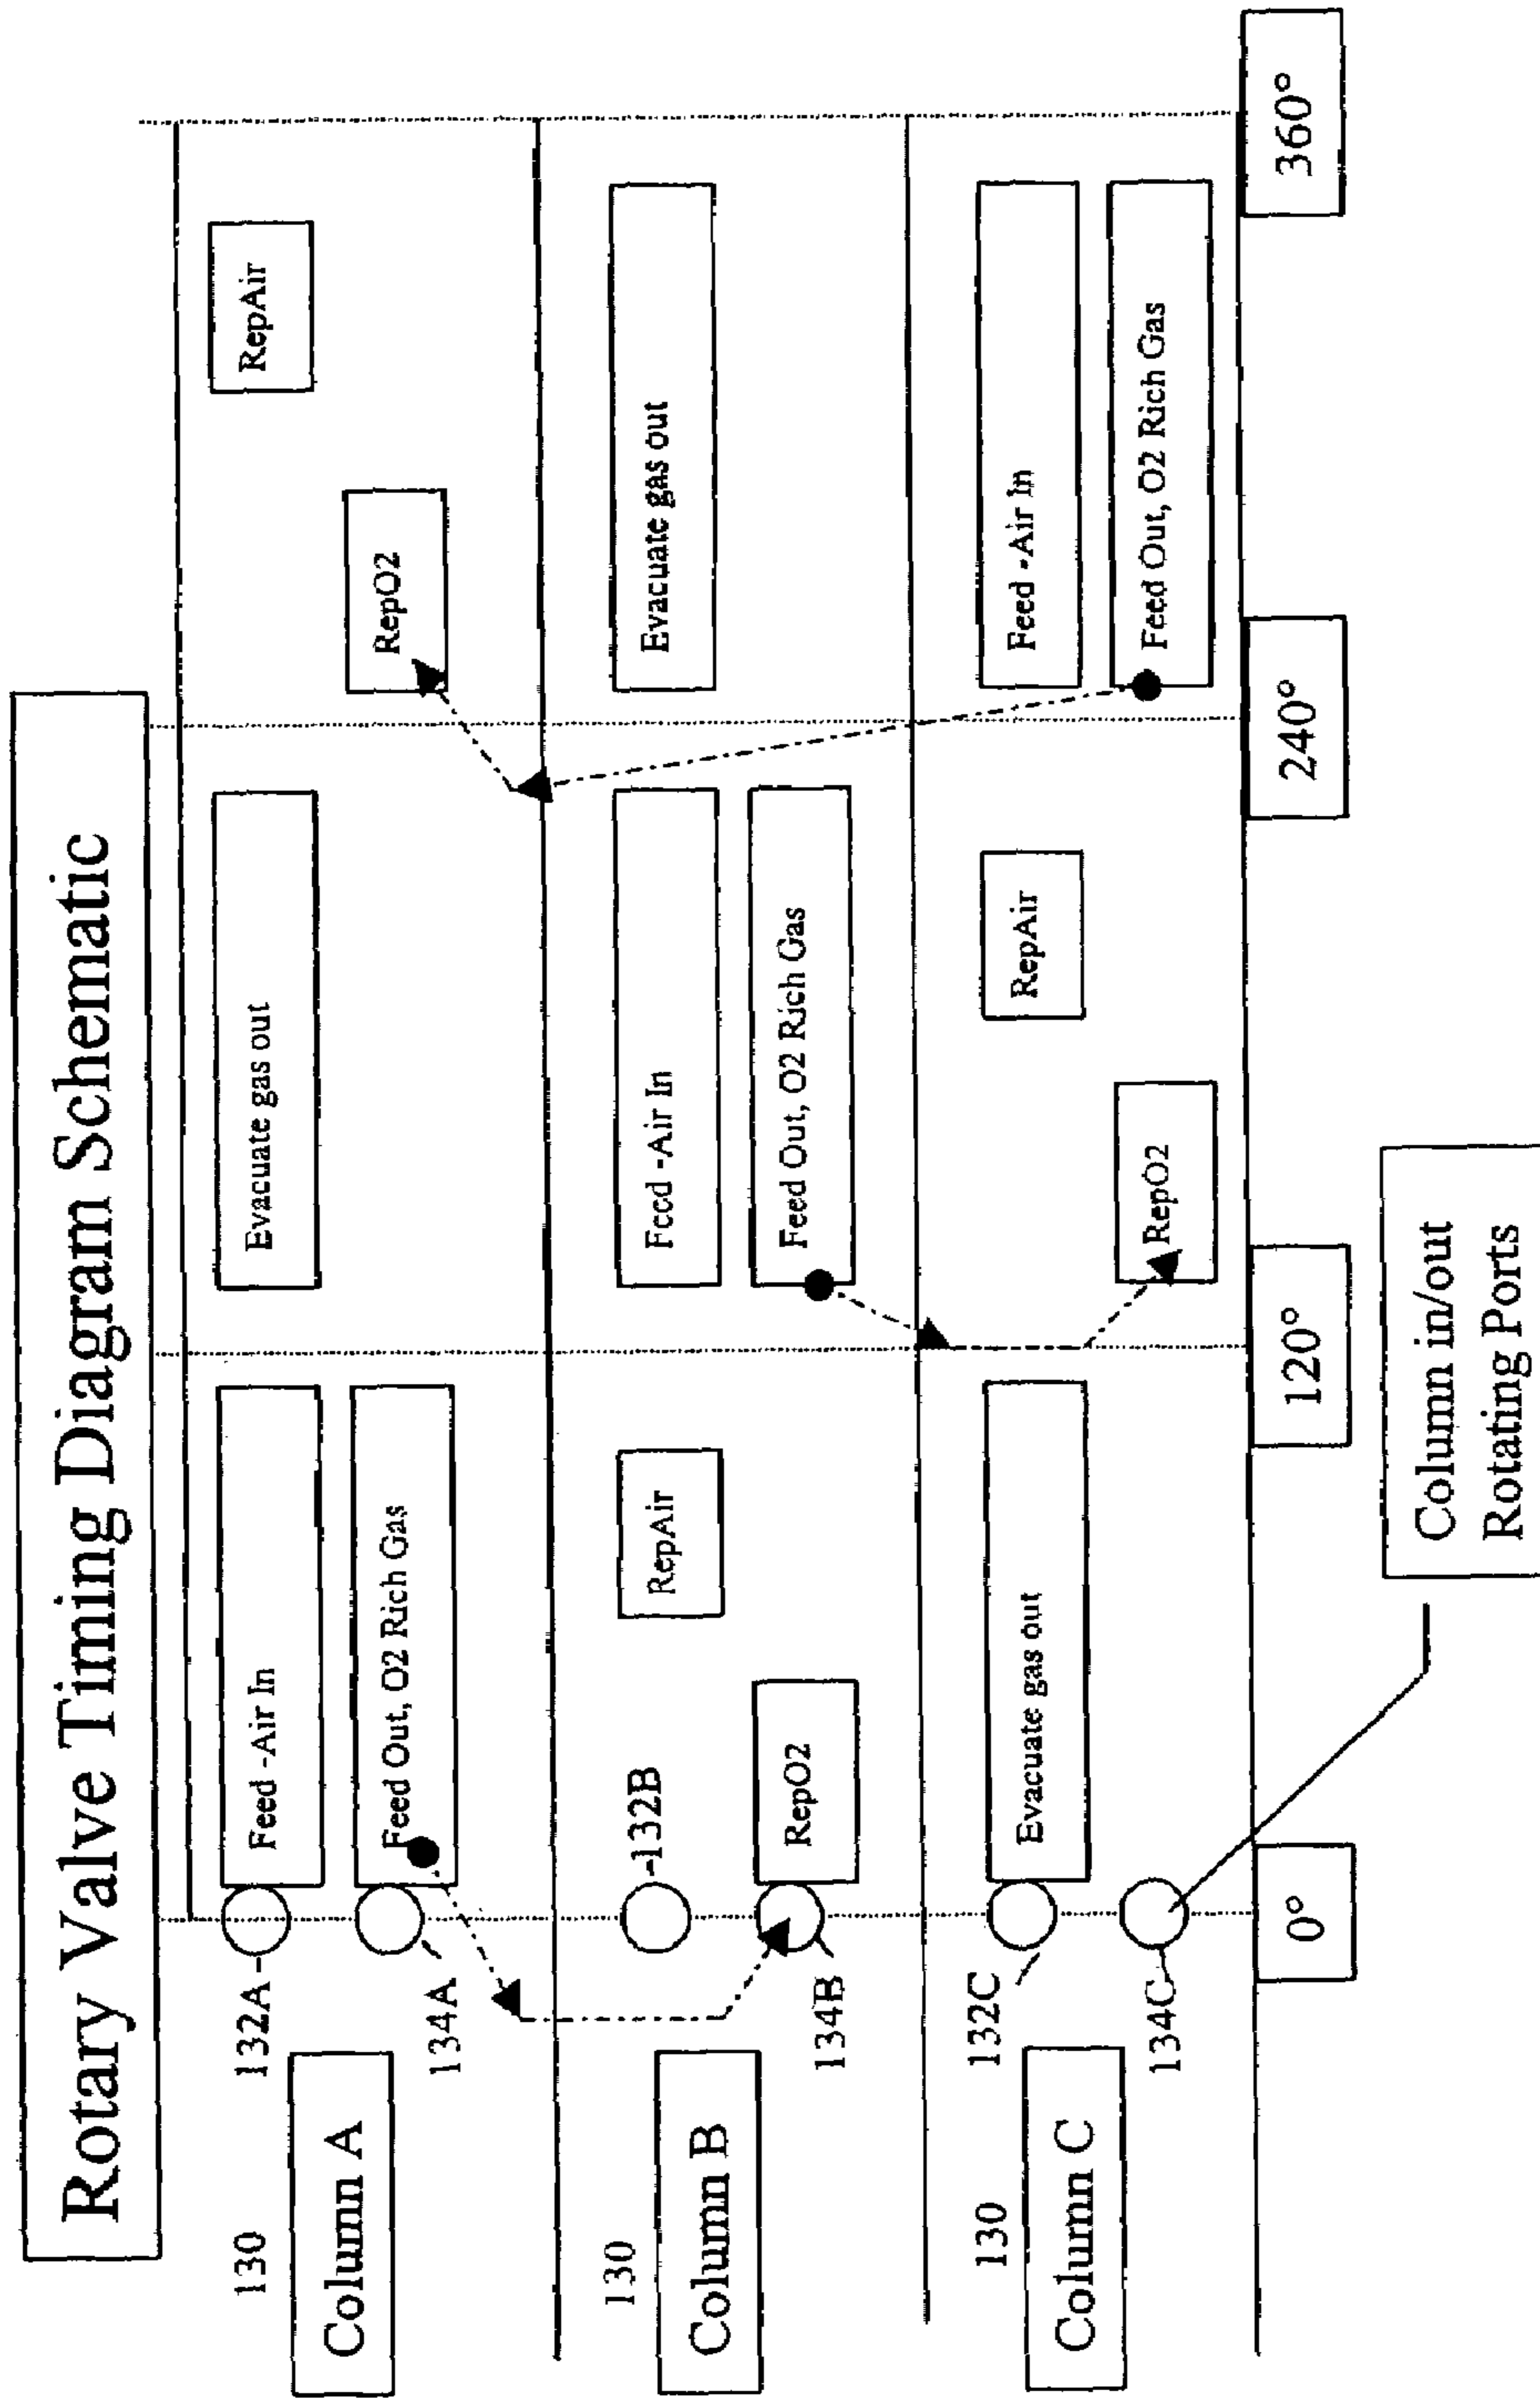 Rotary Valve Timing Diagram Schematic
130
Column A
132A
134A
Feed -Air In
Feed Out, O2 Rich Gas
Evacuate gas out
RepO2
RepAir
130
Column B
-132B
134B
RepO2
RepAir
Feed -Air In
Feed Out, O2 Rich Gas
Evacuate gas out
130
Column C
132C
134C
Evacuate gas out
RepO2
RepAir
Feed -Air In
Feed Out, O2 Rich Gas
0°
120°
240°
360°
Column in/out
Rotating Ports